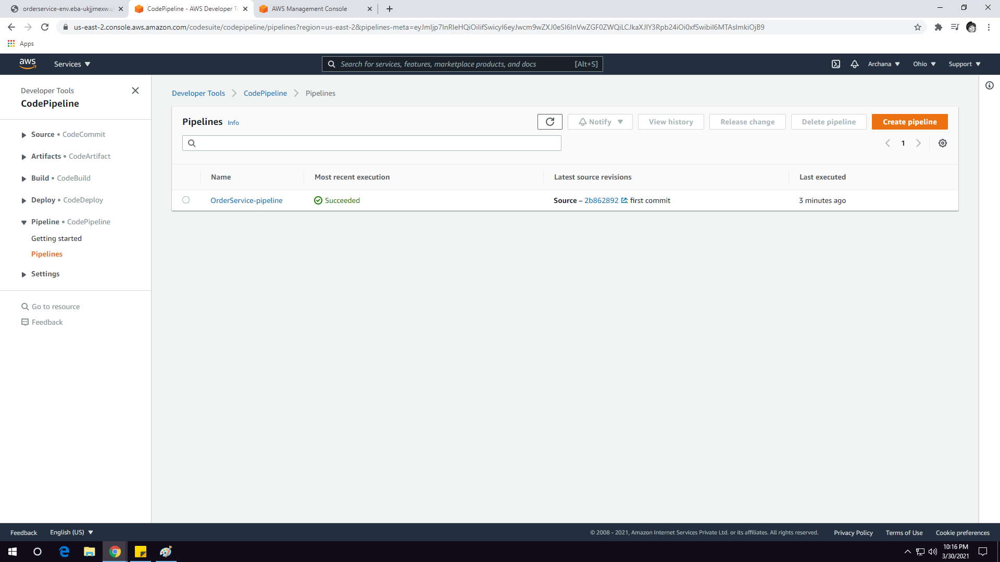 orderservice-env.eba-ukjjmexw.u
CodePipeline - AWS Developer To
AWS Management Console
us-east-2.console.aws.amazon.com/codesuite/codepipeline/pipelines?region=us-east-2&pipelines-meta=eyJmIjp7InRleHQiOiIifSwicyI6eyJwcm9wZXJ0eSI6InVwZGF0ZWQiLCJkaXJlY3Rpb24iOi0xfSwibiI6MTAsImkiOjB9
Apps
aws
Services
Search for services, features, marketplace products, and docs
[Alt+S]
Archana
Ohio
Support
Developer Tools
CodePipeline
Source • CodeCommit
Artifacts • CodeArtifact
Build • CodeBuild
Deploy • CodeDeploy
Pipeline • CodePipeline
Getting started
Pipelines
Settings
Go to resource
Feedback
Developer Tools
CodePipeline
Pipelines
Pipelines Info
Notify
View history
Release change
Delete pipeline
Create pipeline
1
Name
Most recent execution
Latest source revisions
Last executed
OrderService-pipeline
Succeeded
Source – 2b862892 : first commit
3 minutes ago
Feedback
English (US)
© 2008 - 2021, Amazon Internet Services Private Ltd. or its affiliates. All rights reserved.
Privacy Policy
Terms of Use
Cookie preferences
10:16 PM
3/30/2021